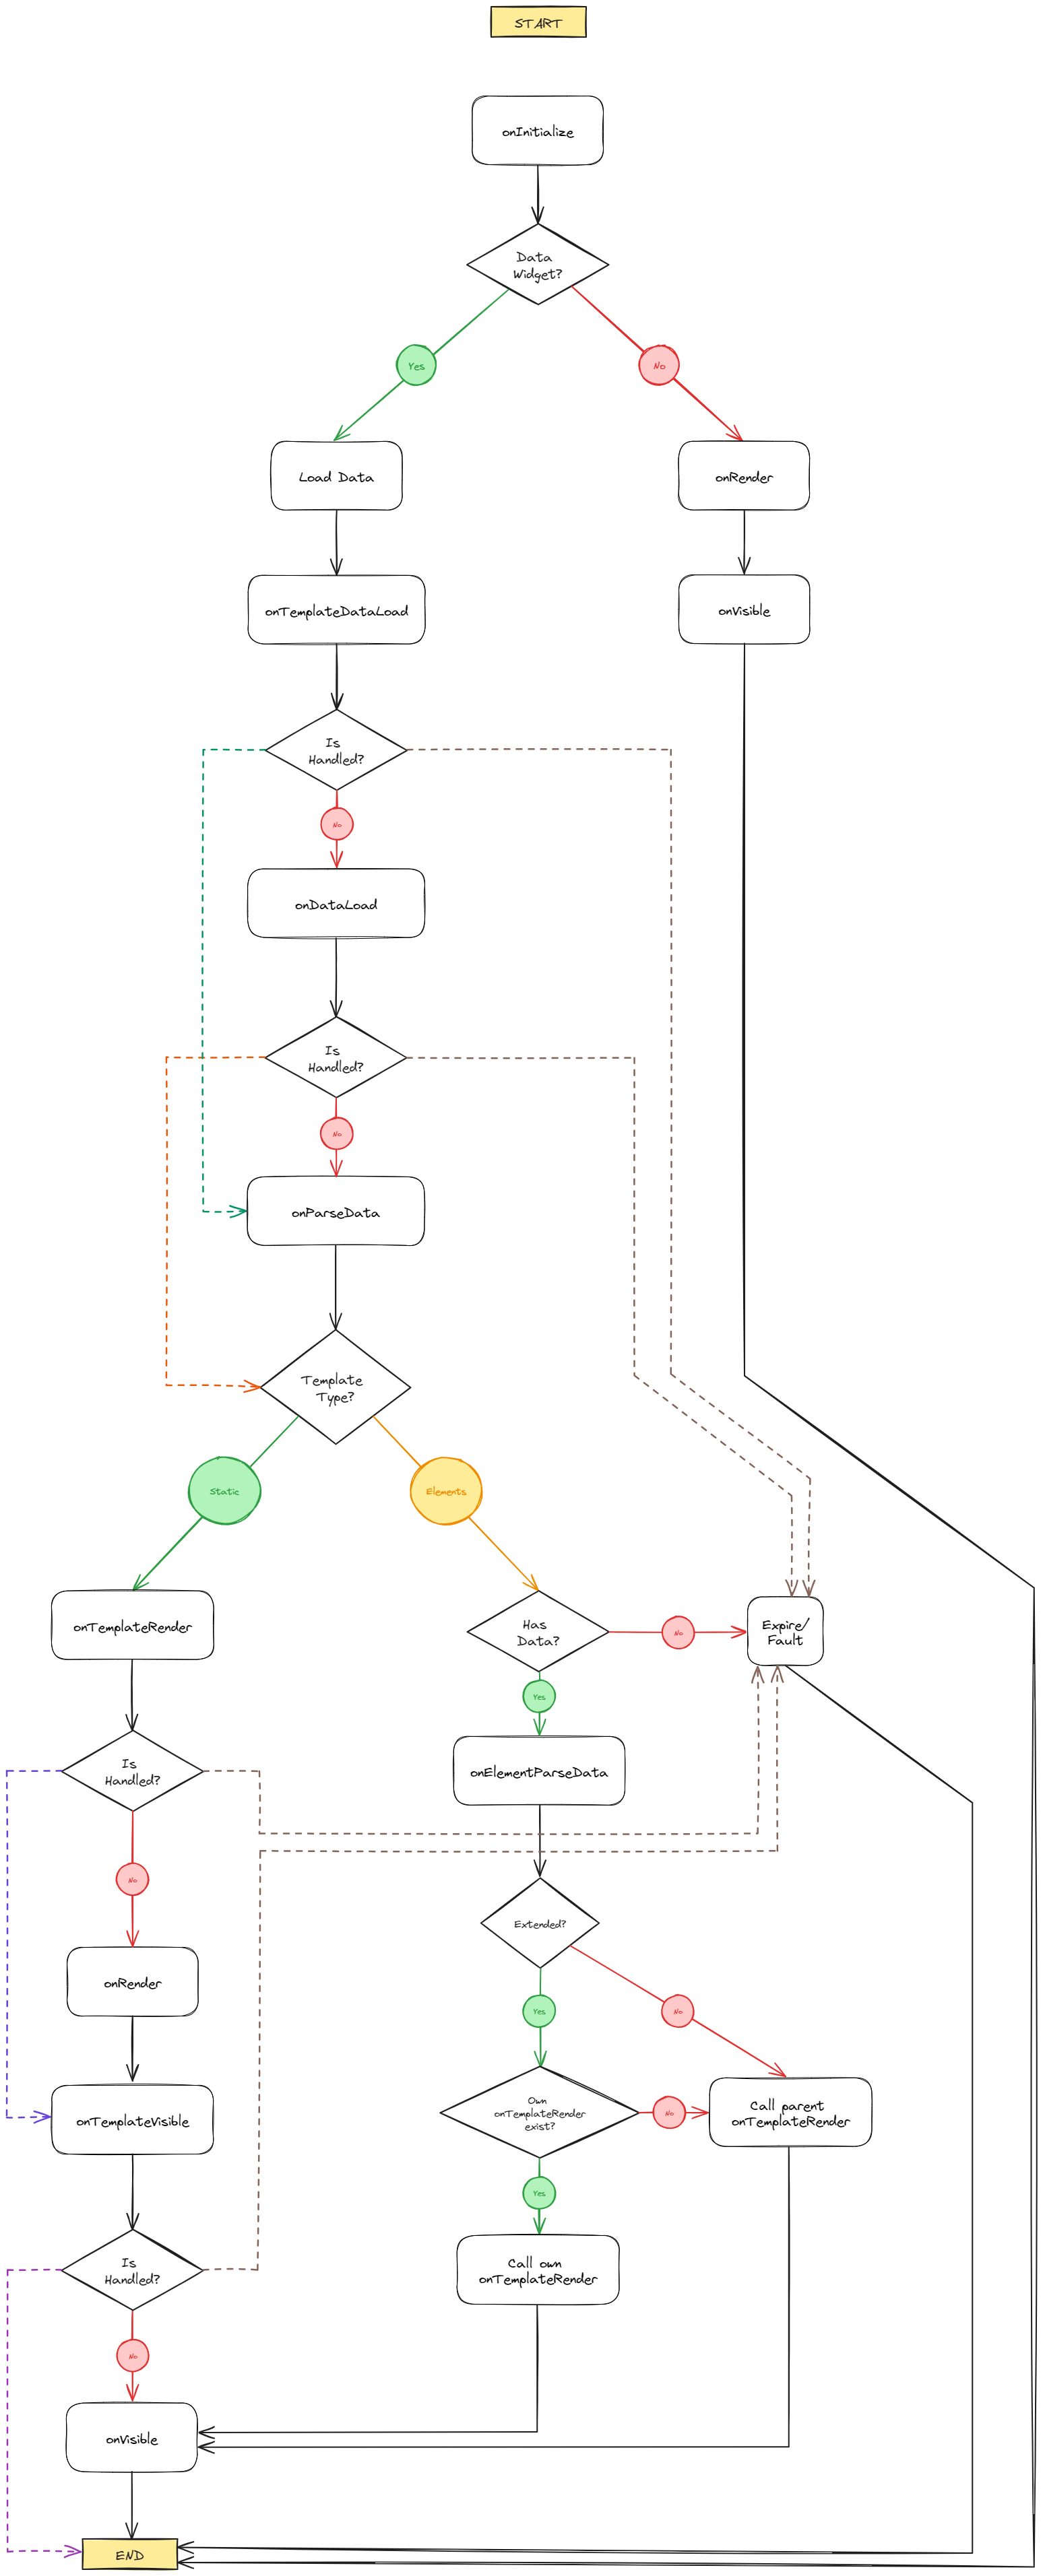 START
onInitialize
Data
Widget?
Yes
No
Load Data
onRender
onTemplateDataLoad
onVisible
Is
Handled?
No
onDataLoad
Is
Handled?
No
onParseData
Template
Type?
Static
Elements
onTemplateRender
Has
Data?
No
Expire/
Fault
Yes
Is
Handled?
onElementParseData
No
Extended?
onRender
Yes
No
onTemplateVisible
Own
onTemplateRender
exist?
No
Call parent
onTemplateRender
Yes
Is
Handled?
Call own
onTemplateRender
No
onVisible
END